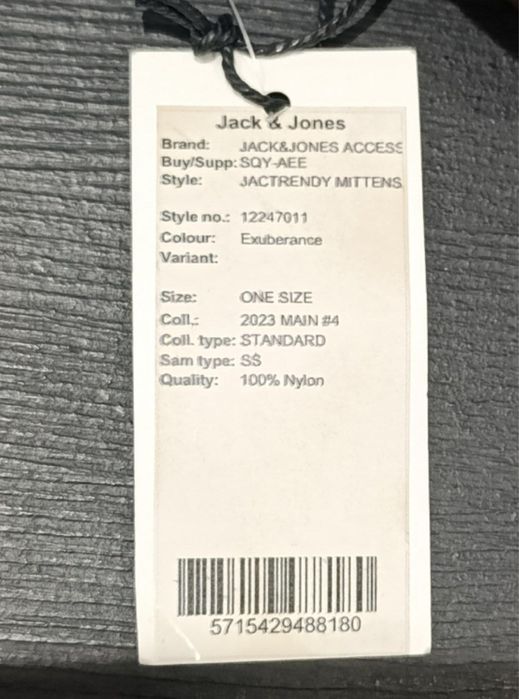 Jack & Jones
Brand: JACK&JONES ACCESS
Buy/Supp: SQY-AEE
Style: JACTRENDY MITTENS
Style no.: 12247011
Colour: Exuberance
Variant:
Size: ONE SIZE
Coll.: 2023 MAIN #4
Coll. type: STANDARD
Sam type: SS
Quality: 100% Nylon
5715429488180